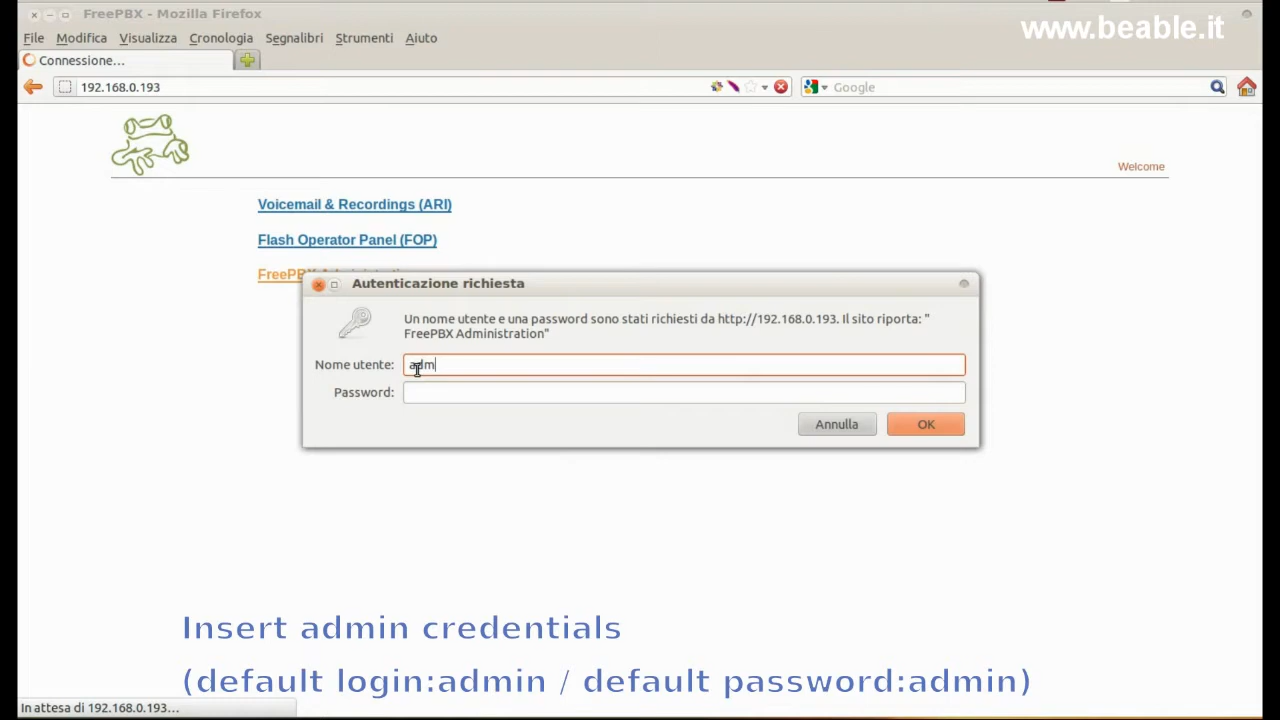 FreePBX - Mozilla Firefox
www.beable.it
File Modifica Visualizza Cronologia Segnalibri Strumenti Aiuto
Connessione...
192.168.0.193
Google
Welcome
Voicemail & Recordings (ARI)
Flash Operator Panel (FOP)
Autenticazione richiesta
Un nome utente e una password sono stati richiesti da http://192.168.0.193. Il sito riporta: "
FreePBX Administration"
Nome utente: adm
Password:
Annulla OK
Insert admin credentials
(default login:admin / default password:admin)
In attesa di 192.168.0.193...